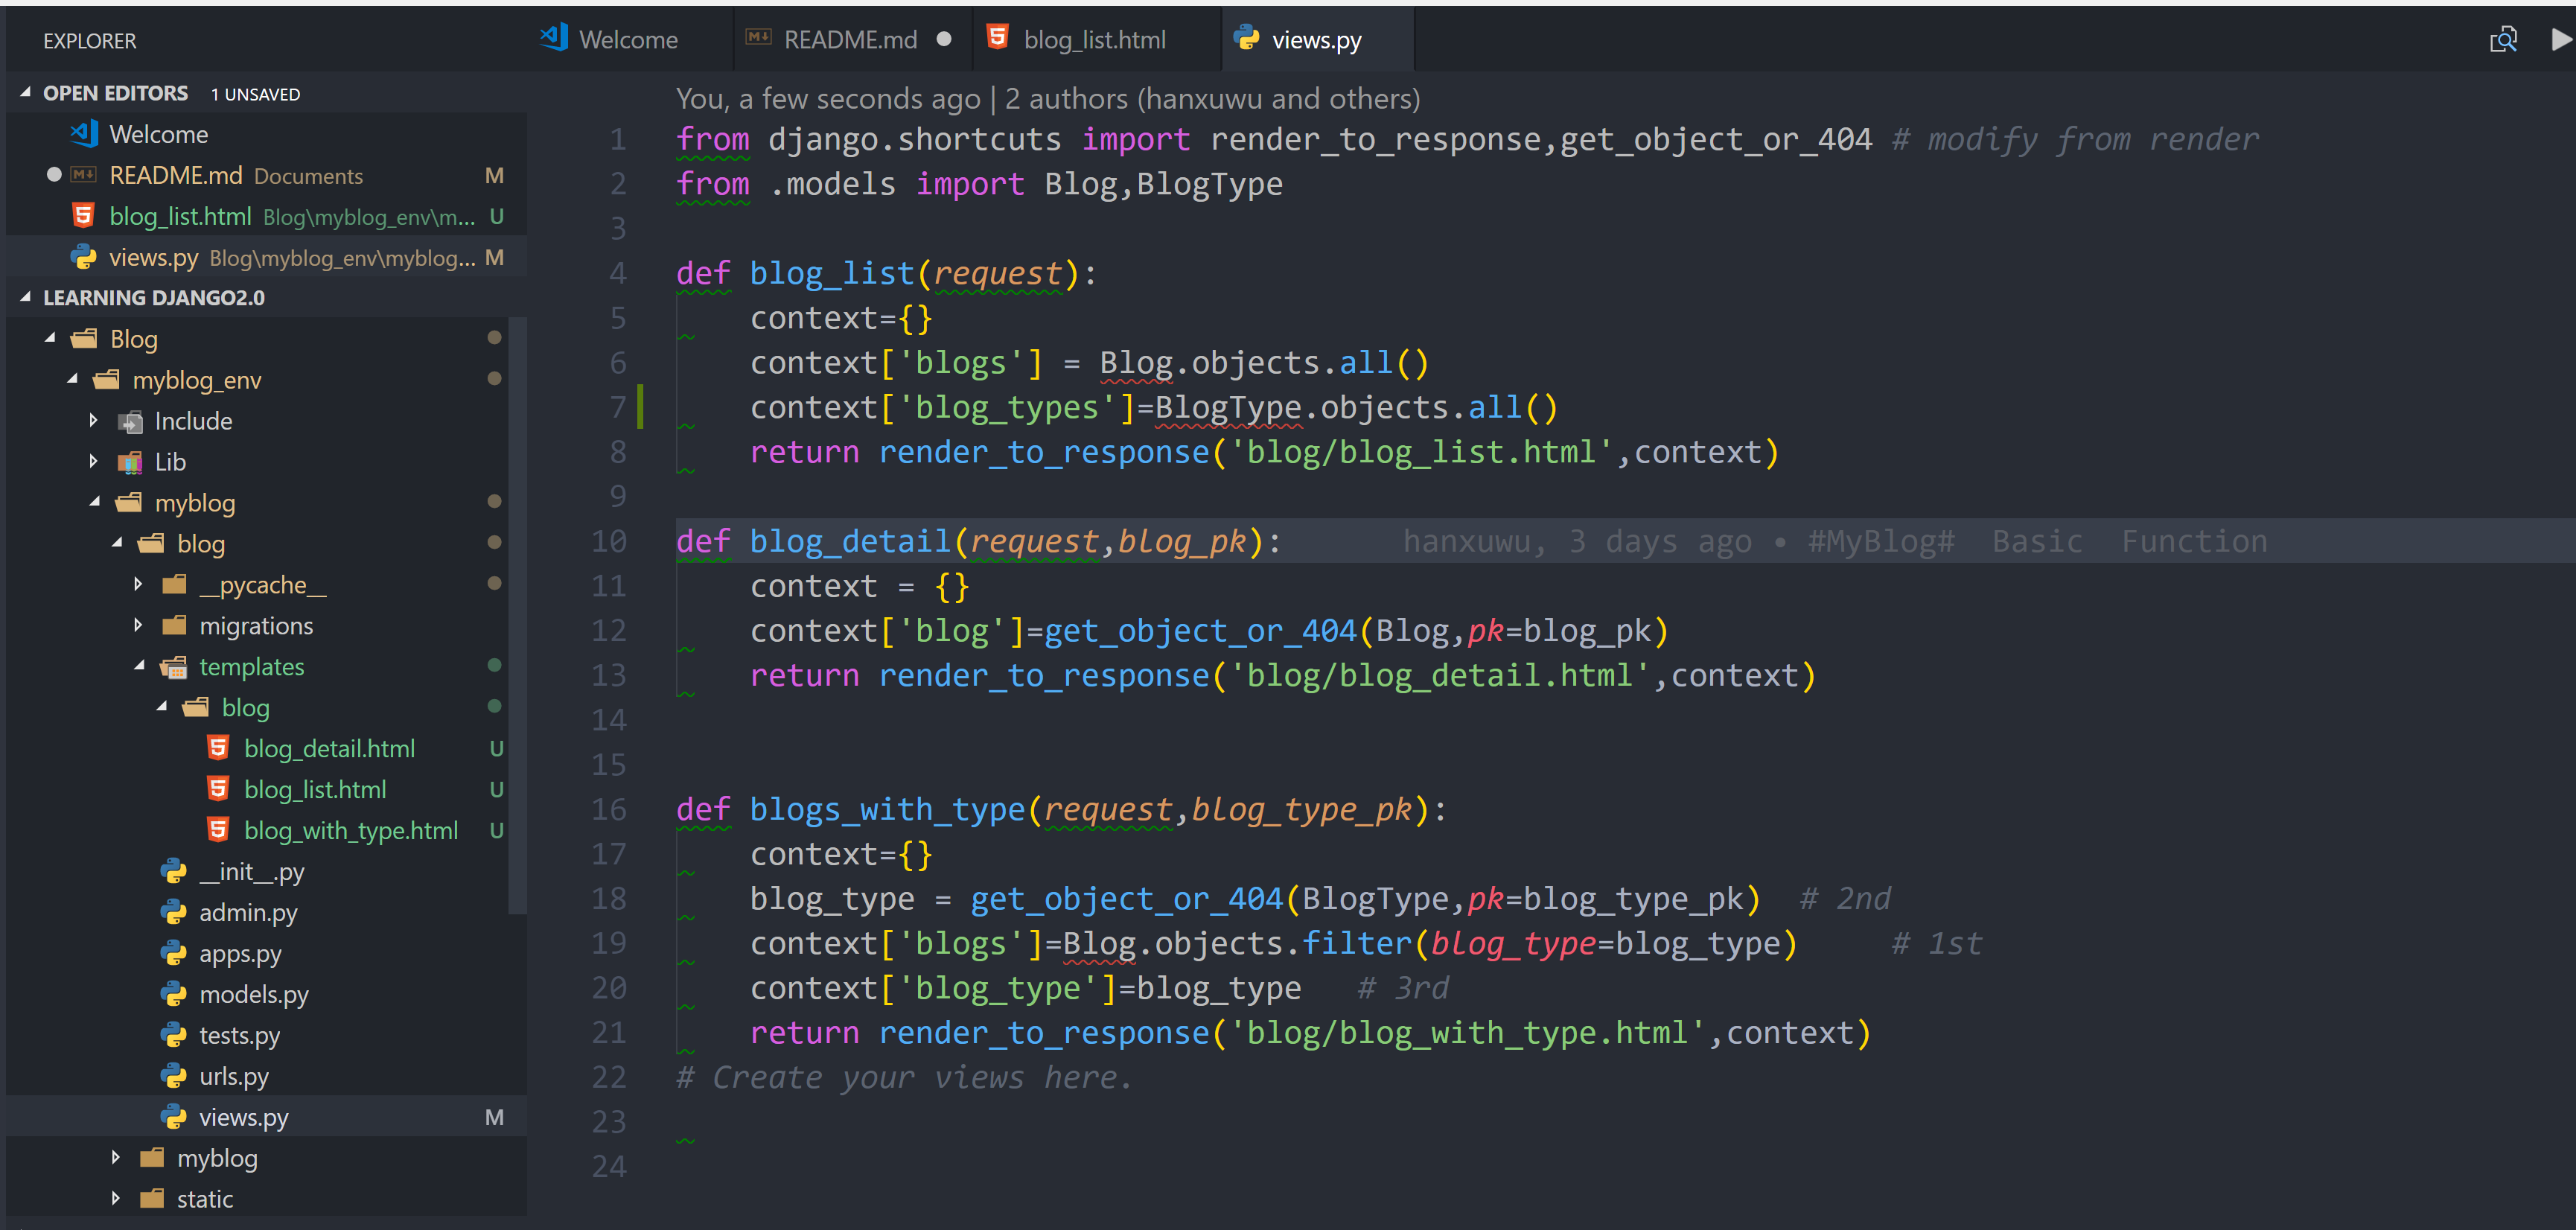 EXPLORER
OPEN EDITORS 1 UNSAVED
Welcome
README.md Documents M
blog_list.html Blog\myblog_env\m... U
views.py Blog\myblog_env\myblog... M
LEARNING DJANGO2.0
Blog
myblog_env
Include
Lib
myblog
blog
__pycache__
migrations
templates
blog
blog_detail.html U
blog_list.html U
blog_with_type.html U
__init__.py
admin.py
apps.py
models.py
tests.py
urls.py
views.py M
myblog
static
Welcome README.md blog_list.html views.py
You, a few seconds ago | 2 authors (hanxuwu and others)
1 from django.shortcuts import render_to_response,get_object_or_404 # modify from render
2 from .models import Blog,BlogType
3
4 def blog_list(request):
5     context={}
6     context['blogs'] = Blog.objects.all()
7     context['blog_types']=BlogType.objects.all()
8     return render_to_response('blog/blog_list.html',context)
9
10 def blog_detail(request,blog_pk): hanxuwu, 3 days ago • #MyBlog# Basic Function
11     context = {}
12     context['blog']=get_object_or_404(Blog,pk=blog_pk)
13     return render_to_response('blog/blog_detail.html',context)
14
15
16 def blogs_with_type(request,blog_type_pk):
17     context={}
18     blog_type = get_object_or_404(BlogType,pk=blog_type_pk)  # 2nd
19     context['blogs']=Blog.objects.filter(blog_type=blog_type)     # 1st
20     context['blog_type']=blog_type   # 3rd
21     return render_to_response('blog/blog_with_type.html',context)
22 # Create your views here.
23
24